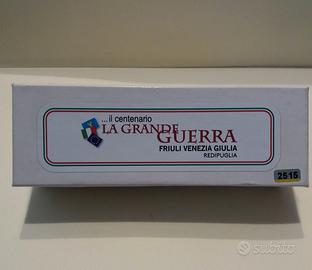 ...il centenario
LA GRANDE
GUERRA
FRIULI VENEZIA GIULIA
REDIPUGLIA
2515
subito